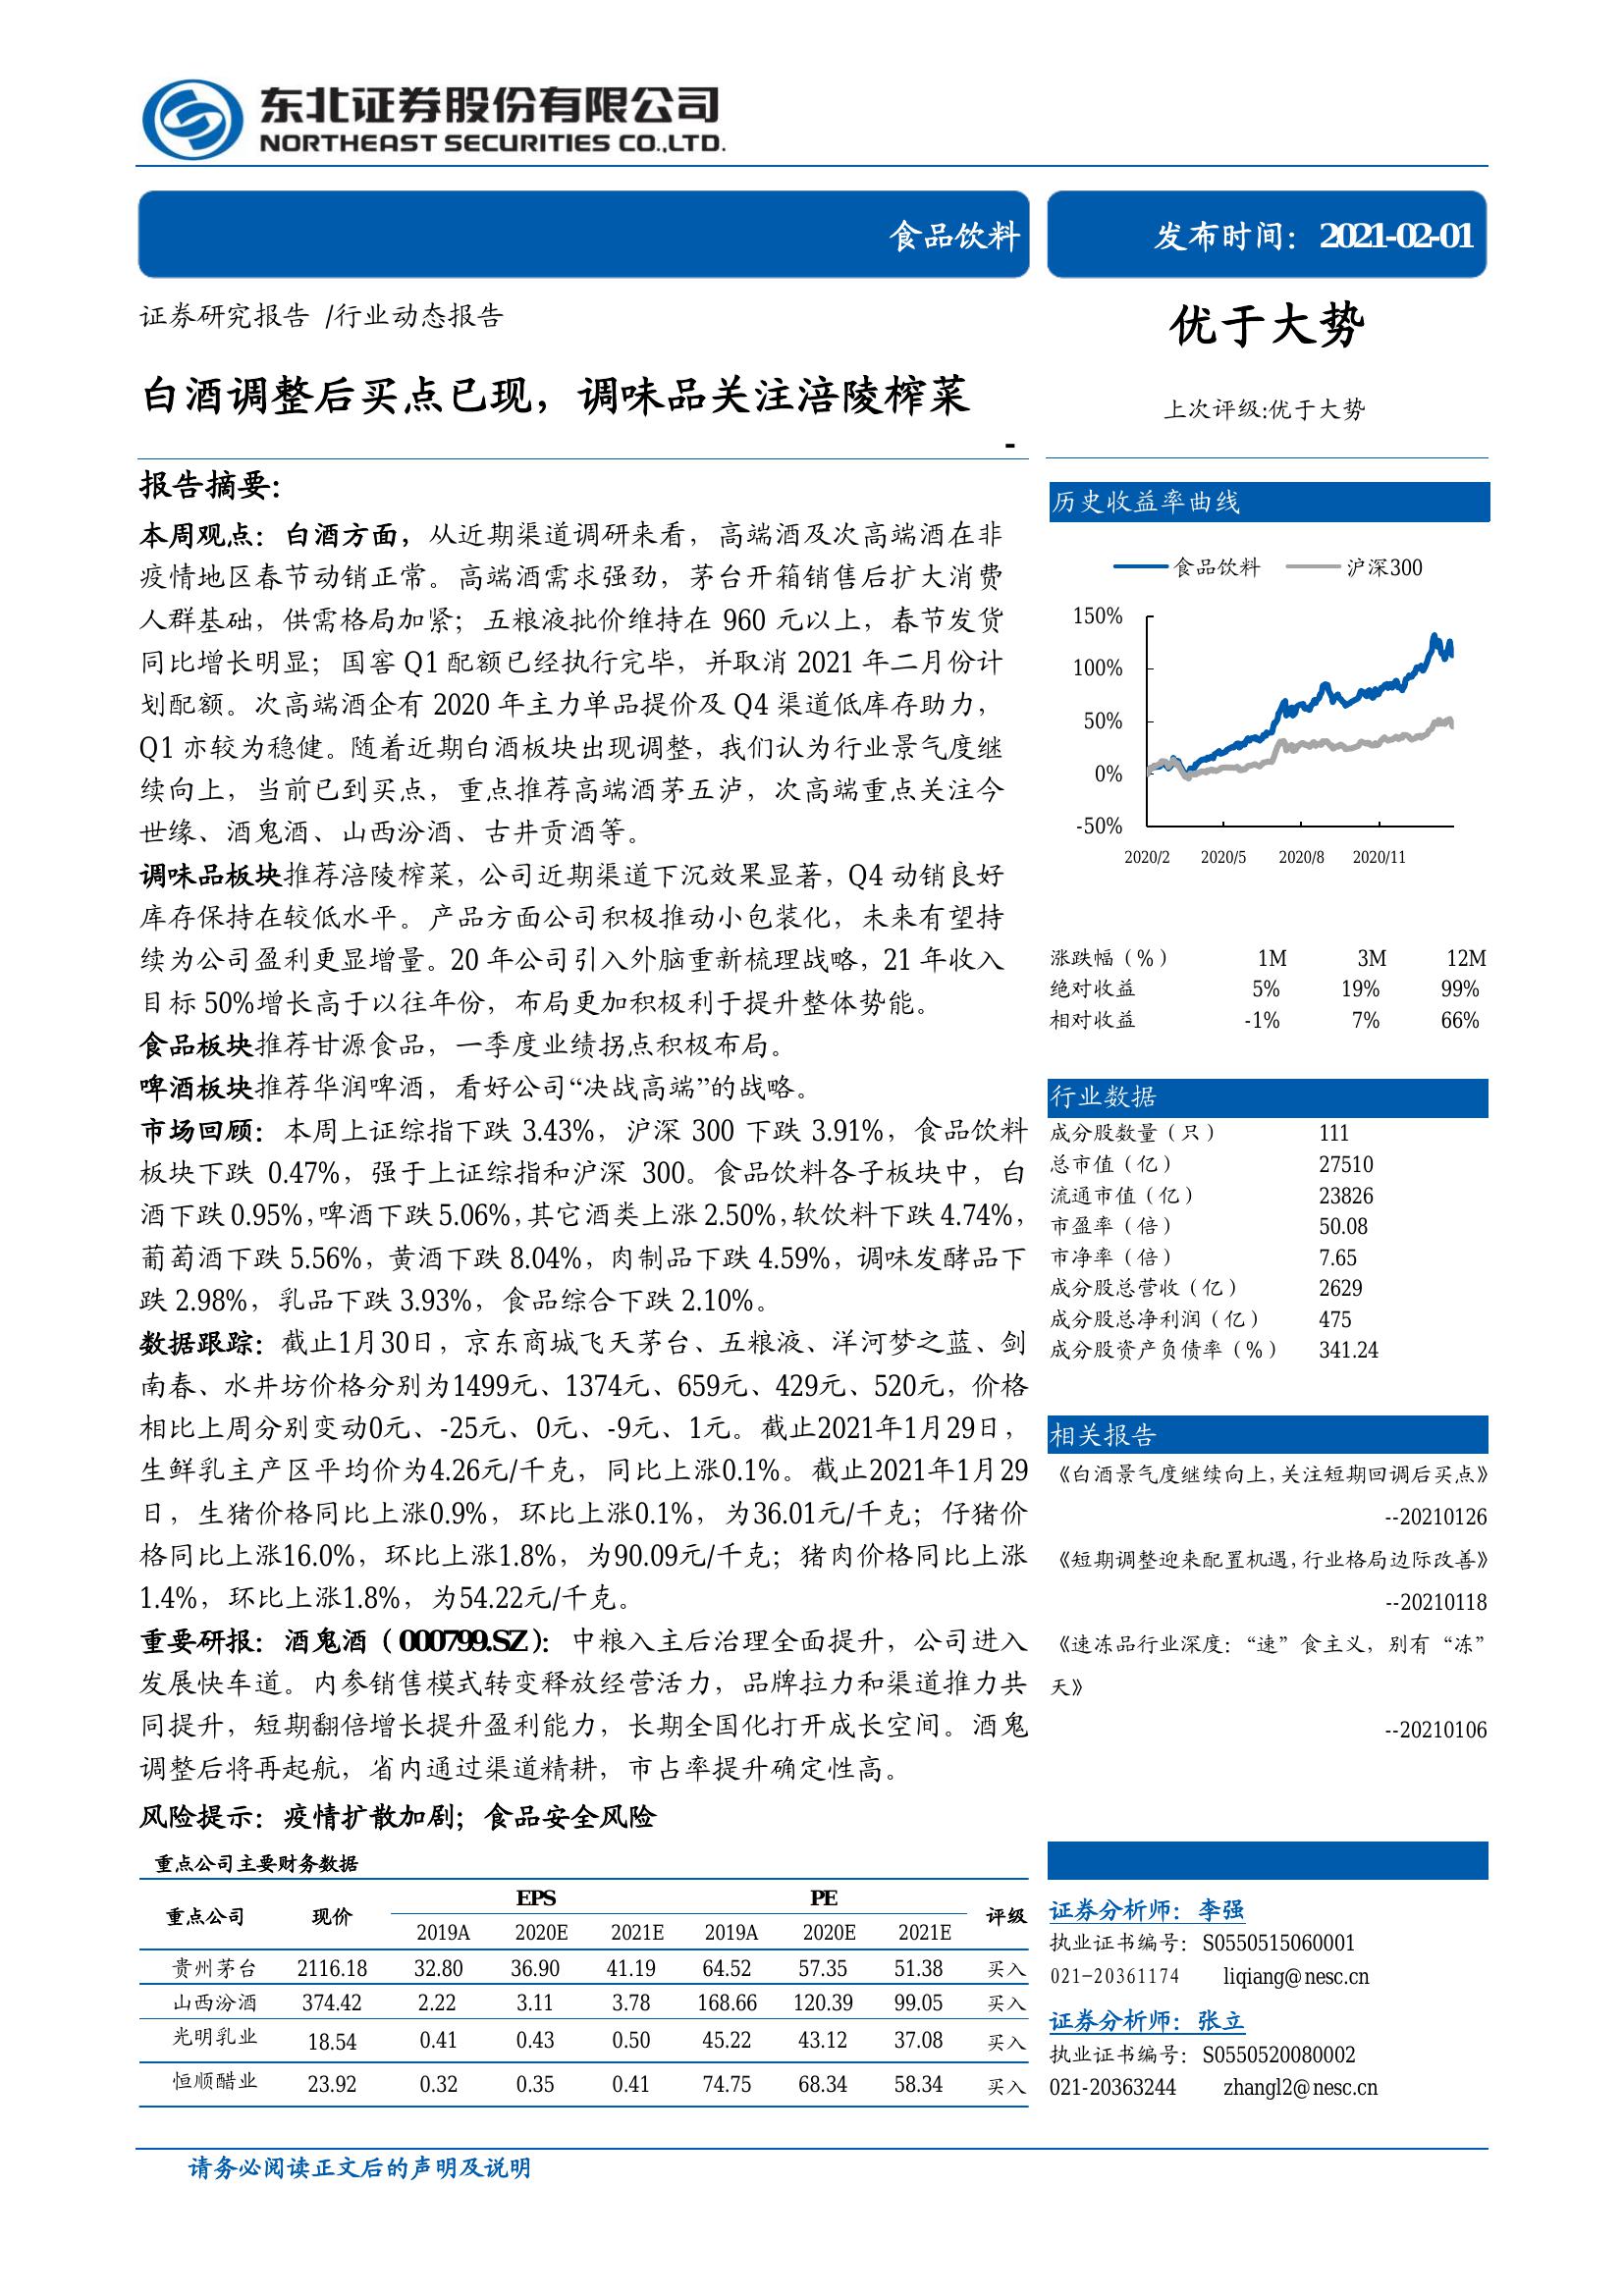 东北证券股份有限公司
NORTHEAST SECURITIES CO.,LTD.
食品饮料
发布时间：2021-02-01
证券研究报告 /行业动态报告
优于大势
白酒调整后买点已现，调味品关注涪陵榨菜
上次评级:优于大势
-
报告摘要：
本周观点：白酒方面，从近期渠道调研来看，高端酒及次高端酒在非
疫情地区春节动销正常。高端酒需求强劲，茅台开箱销售后扩大消费
人群基础，供需格局加紧；五粮液批价维持在 960 元以上，春节发货
同比增长明显；国窖 Q1 配额已经执行完毕，并取消 2021 年二月份计
划配额。次高端酒企有 2020 年主力单品提价及 Q4 渠道低库存助力，
Q1 亦较为稳健。随着近期白酒板块出现调整，我们认为行业景气度继
续向上，当前已到买点，重点推荐高端酒茅五泸，次高端重点关注今
世缘、酒鬼酒、山西汾酒、古井贡酒等。
调味品板块推荐涪陵榨菜，公司近期渠道下沉效果显著，Q4 动销良好
库存保持在较低水平。产品方面公司积极推动小包装化，未来有望持
续为公司盈利更显增量。20 年公司引入外脑重新梳理战略，21 年收入
目标 50%增长高于以往年份，布局更加积极利于提升整体势能。
食品板块推荐甘源食品，一季度业绩拐点积极布局。
啤酒板块推荐华润啤酒，看好公司“决战高端”的战略。
市场回顾：本周上证综指下跌 3.43%，沪深 300 下跌 3.91%，食品饮料
板块下跌 0.47%，强于上证综指和沪深 300。食品饮料各子板块中，白
酒下跌 0.95%，啤酒下跌 5.06%，其它酒类上涨 2.50%，软饮料下跌 4.74%，
葡萄酒下跌 5.56%，黄酒下跌 8.04%，肉制品下跌 4.59%，调味发酵品下
跌 2.98%，乳品下跌 3.93%，食品综合下跌 2.10%。
数据跟踪：截止1月30日，京东商城飞天茅台、五粮液、洋河梦之蓝、剑
南春、水井坊价格分别为1499元、1374元、659元、429元、520元，价格
相比上周分别变动0元、-25元、0元、-9元、1元。截止2021年1月29日，
生鲜乳主产区平均价为4.26元/千克，同比上涨0.1%。截止2021年1月29
日，生猪价格同比上涨0.9%，环比上涨0.1%，为36.01元/千克；仔猪价
格同比上涨16.0%，环比上涨1.8%，为90.09元/千克；猪肉价格同比上涨
1.4%，环比上涨1.8%，为54.22元/千克。
重要研报：酒鬼酒（000799.SZ）：中粮入主后治理全面提升，公司进入
发展快车道。内参销售模式转变释放经营活力，品牌拉力和渠道推力共
同提升，短期翻倍增长提升盈利能力，长期全国化打开成长空间。酒鬼
调整后将再起航，省内通过渠道精耕，市占率提升确定性高。
风险提示：疫情扩散加剧；食品安全风险
重点公司主要财务数据
重点公司 现价 EPS PE 评级
2019A 2020E 2021E 2019A 2020E 2021E
贵州茅台 2116.18 32.80 36.90 41.19 64.52 57.35 51.38 买入
山西汾酒 374.42 2.22 3.11 3.78 168.66 120.39 99.05 买入
光明乳业 18.54 0.41 0.43 0.50 45.22 43.12 37.08 买入
恒顺醋业 23.92 0.32 0.35 0.41 74.75 68.34 58.34 买入
历史收益率曲线
食品饮料 沪深300
150%
100%
50%
0%
-50%
2020/2 2020/5 2020/8 2020/11
涨跌幅（%） 1M 3M 12M
绝对收益 5% 19% 99%
相对收益 -1% 7% 66%
行业数据
成分股数量（只） 111
总市值（亿） 27510
流通市值（亿） 23826
市盈率（倍） 50.08
市净率（倍） 7.65
成分股总营收（亿） 2629
成分股总净利润（亿） 475
成分股资产负债率（%） 341.24
相关报告
《白酒景气度继续向上,关注短期回调后买点》
--20210126
《短期调整迎来配置机遇,行业格局边际改善》
--20210118
《速冻品行业深度：“速”食主义，别有“冻”
天》
--20210106
证券分析师：李强
执业证书编号：S0550515060001
021-20361174 liqiang@nesc.cn
证券分析师：张立
执业证书编号：S0550520080002
021-20363244 zhangl2@nesc.cn
请务必阅读正文后的声明及说明